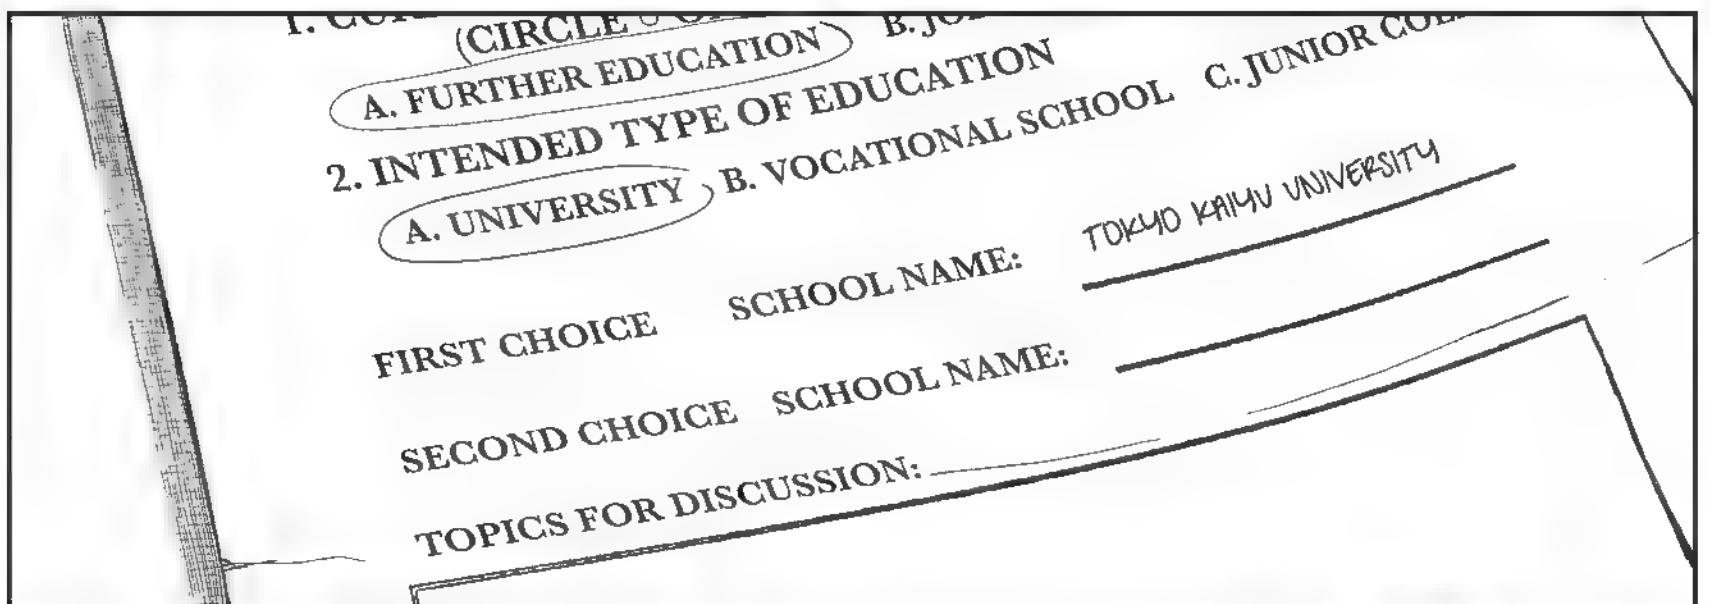 1.
(CIRCLE
A. FURTHER EDUCATION B.
2. INTENDED TYPE OF EDUCATION
A. UNIVERSITY B. VOCATIONAL SCHOOL C. JUNIOR
FIRST CHOICE SCHOOL NAME: TOKYO KAIYU UNIVERSITY
SECOND CHOICE SCHOOL NAME:
TOPICS FOR DISCUSSION: